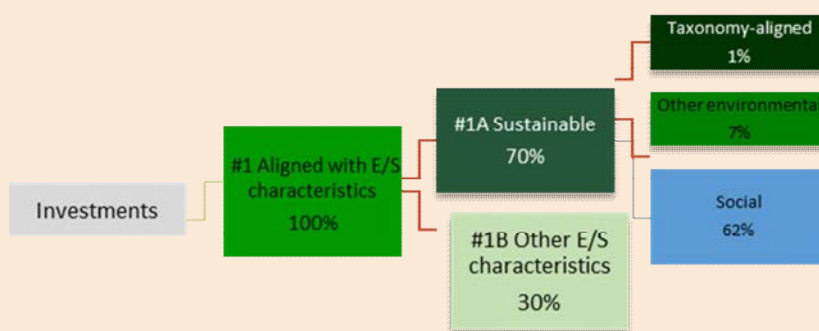 Investments
#1 Aligned with E/S
characteristics
100%
#1A Sustainable
70%
#1B Other E/S
characteristics
30%
Taxonomy-aligned
1%
Other environmenta
7%
Social
62%